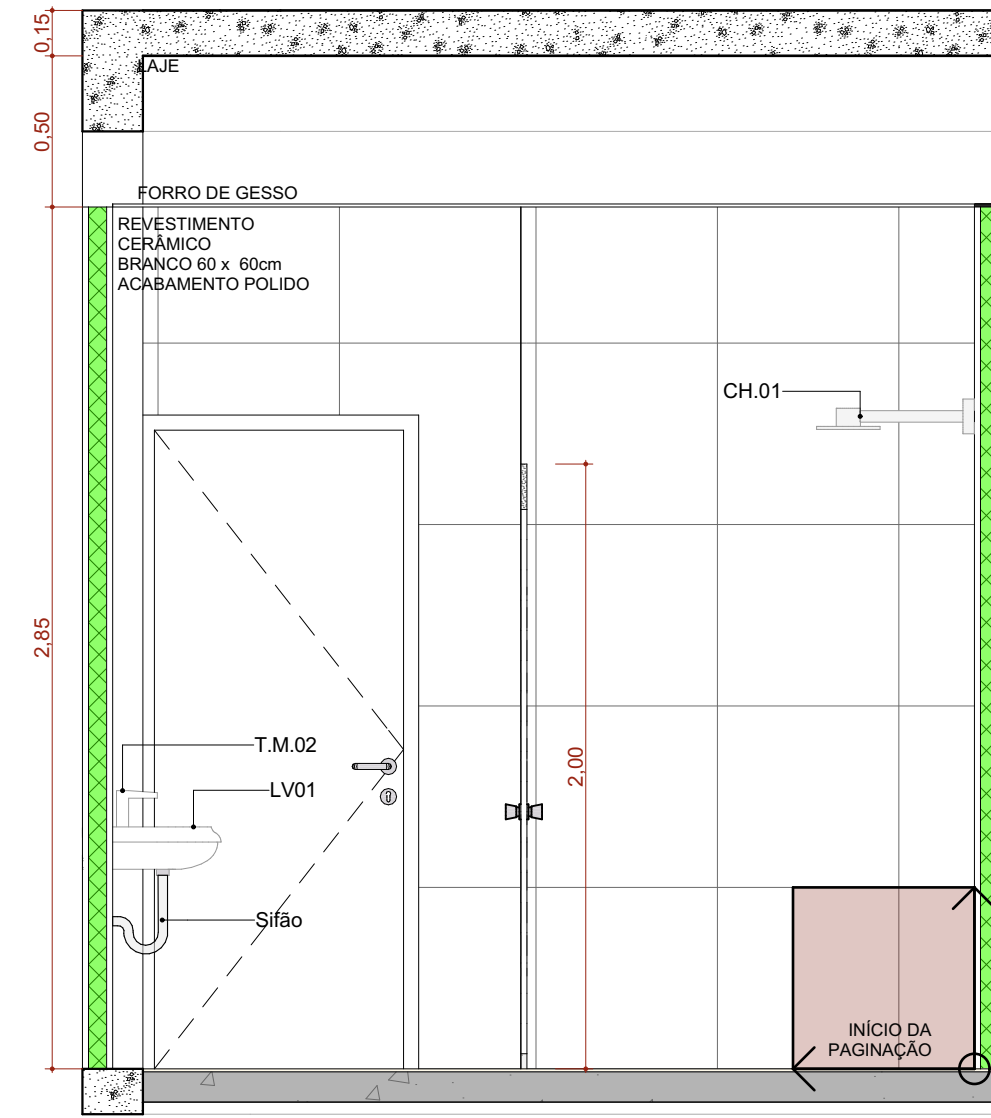 0,15
LAJE
0,50
FORRO DE GESSO
REVESTIMENTO
CERÂMICO
BRANCO 60 x  60cm
ACABAMENTO POLIDO
CH.01
2,85
T.M.02
2,00
LV01
Sifão
INÍCIO DA
PAGINAÇÃO